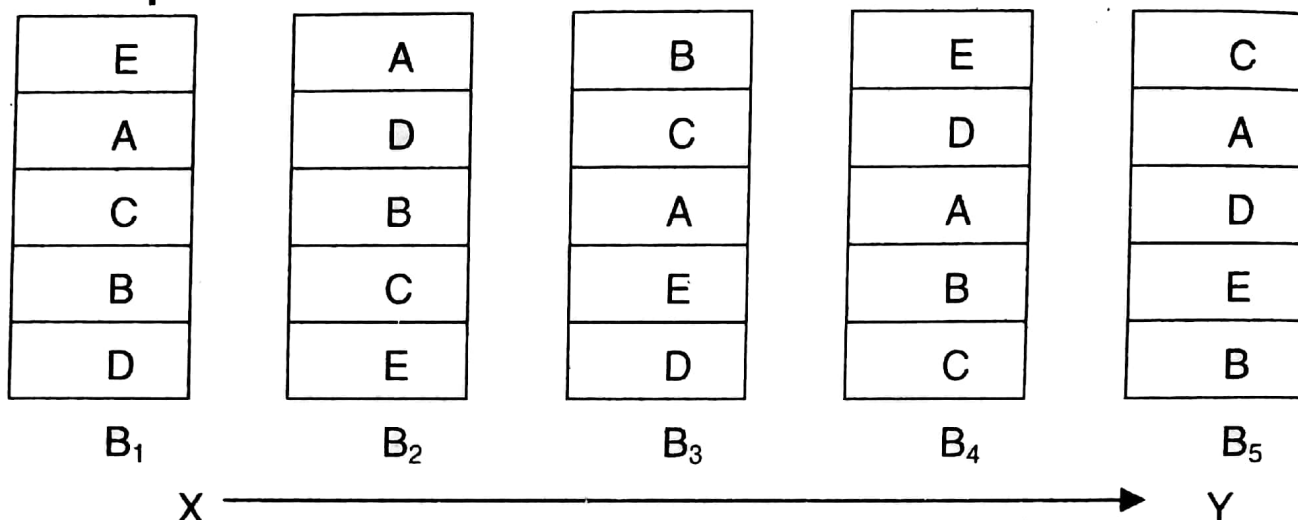 E A B E C
A D C D A
C B A A D
B C E B E
D E D C B
B₁ B₂ B₃ B₄ B₅
X Y